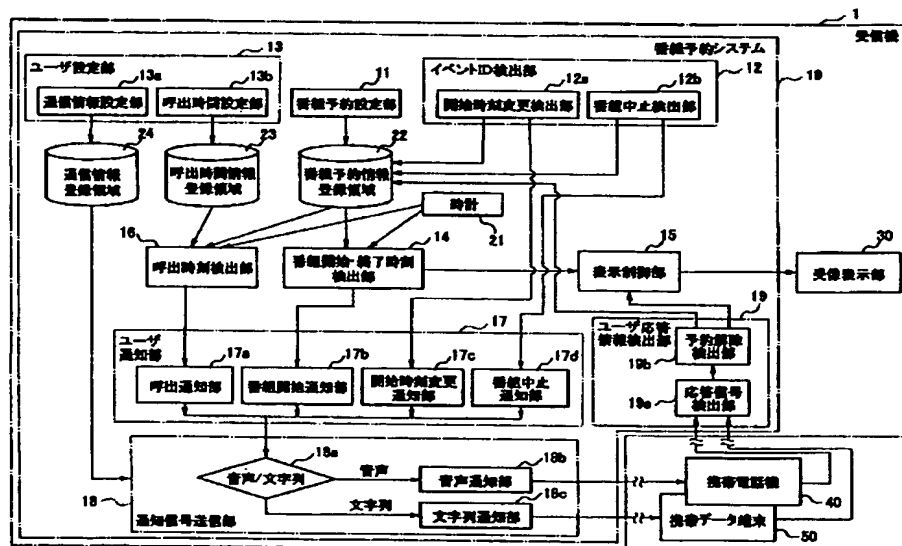 1
受信機
番組予約システム
13
ユーザ設定部
13a
13b
通信情報設定部
呼出時間設定部
11
番組予約設定部
イベントID検出部
12a
12b
12
開始時刻変更検出部
番組中止検出部
19
24
23
22
通信情報
登録領域
呼出時間情報
登録領域
番組予約情報
登録領域
時計
21
16
14
15
30
呼出時刻検出部
番組開始・終了時刻
検出部
表示制御部
受像表示部
17
ユーザ
通知部
17a
17b
17c
17d
呼出通知部
番組開始通知部
開始時刻変更
通知部
番組中止
通知部
19
ユーザ応答
情報検出部
予約解除
検出部
19b
19a
応答信号
検出部
18a
音声/文字列
音声
18b
音声通知部
18c
文字列
文字列通知部
18
通知信号送信部
携帯電話機
40
携帯データ端末
50